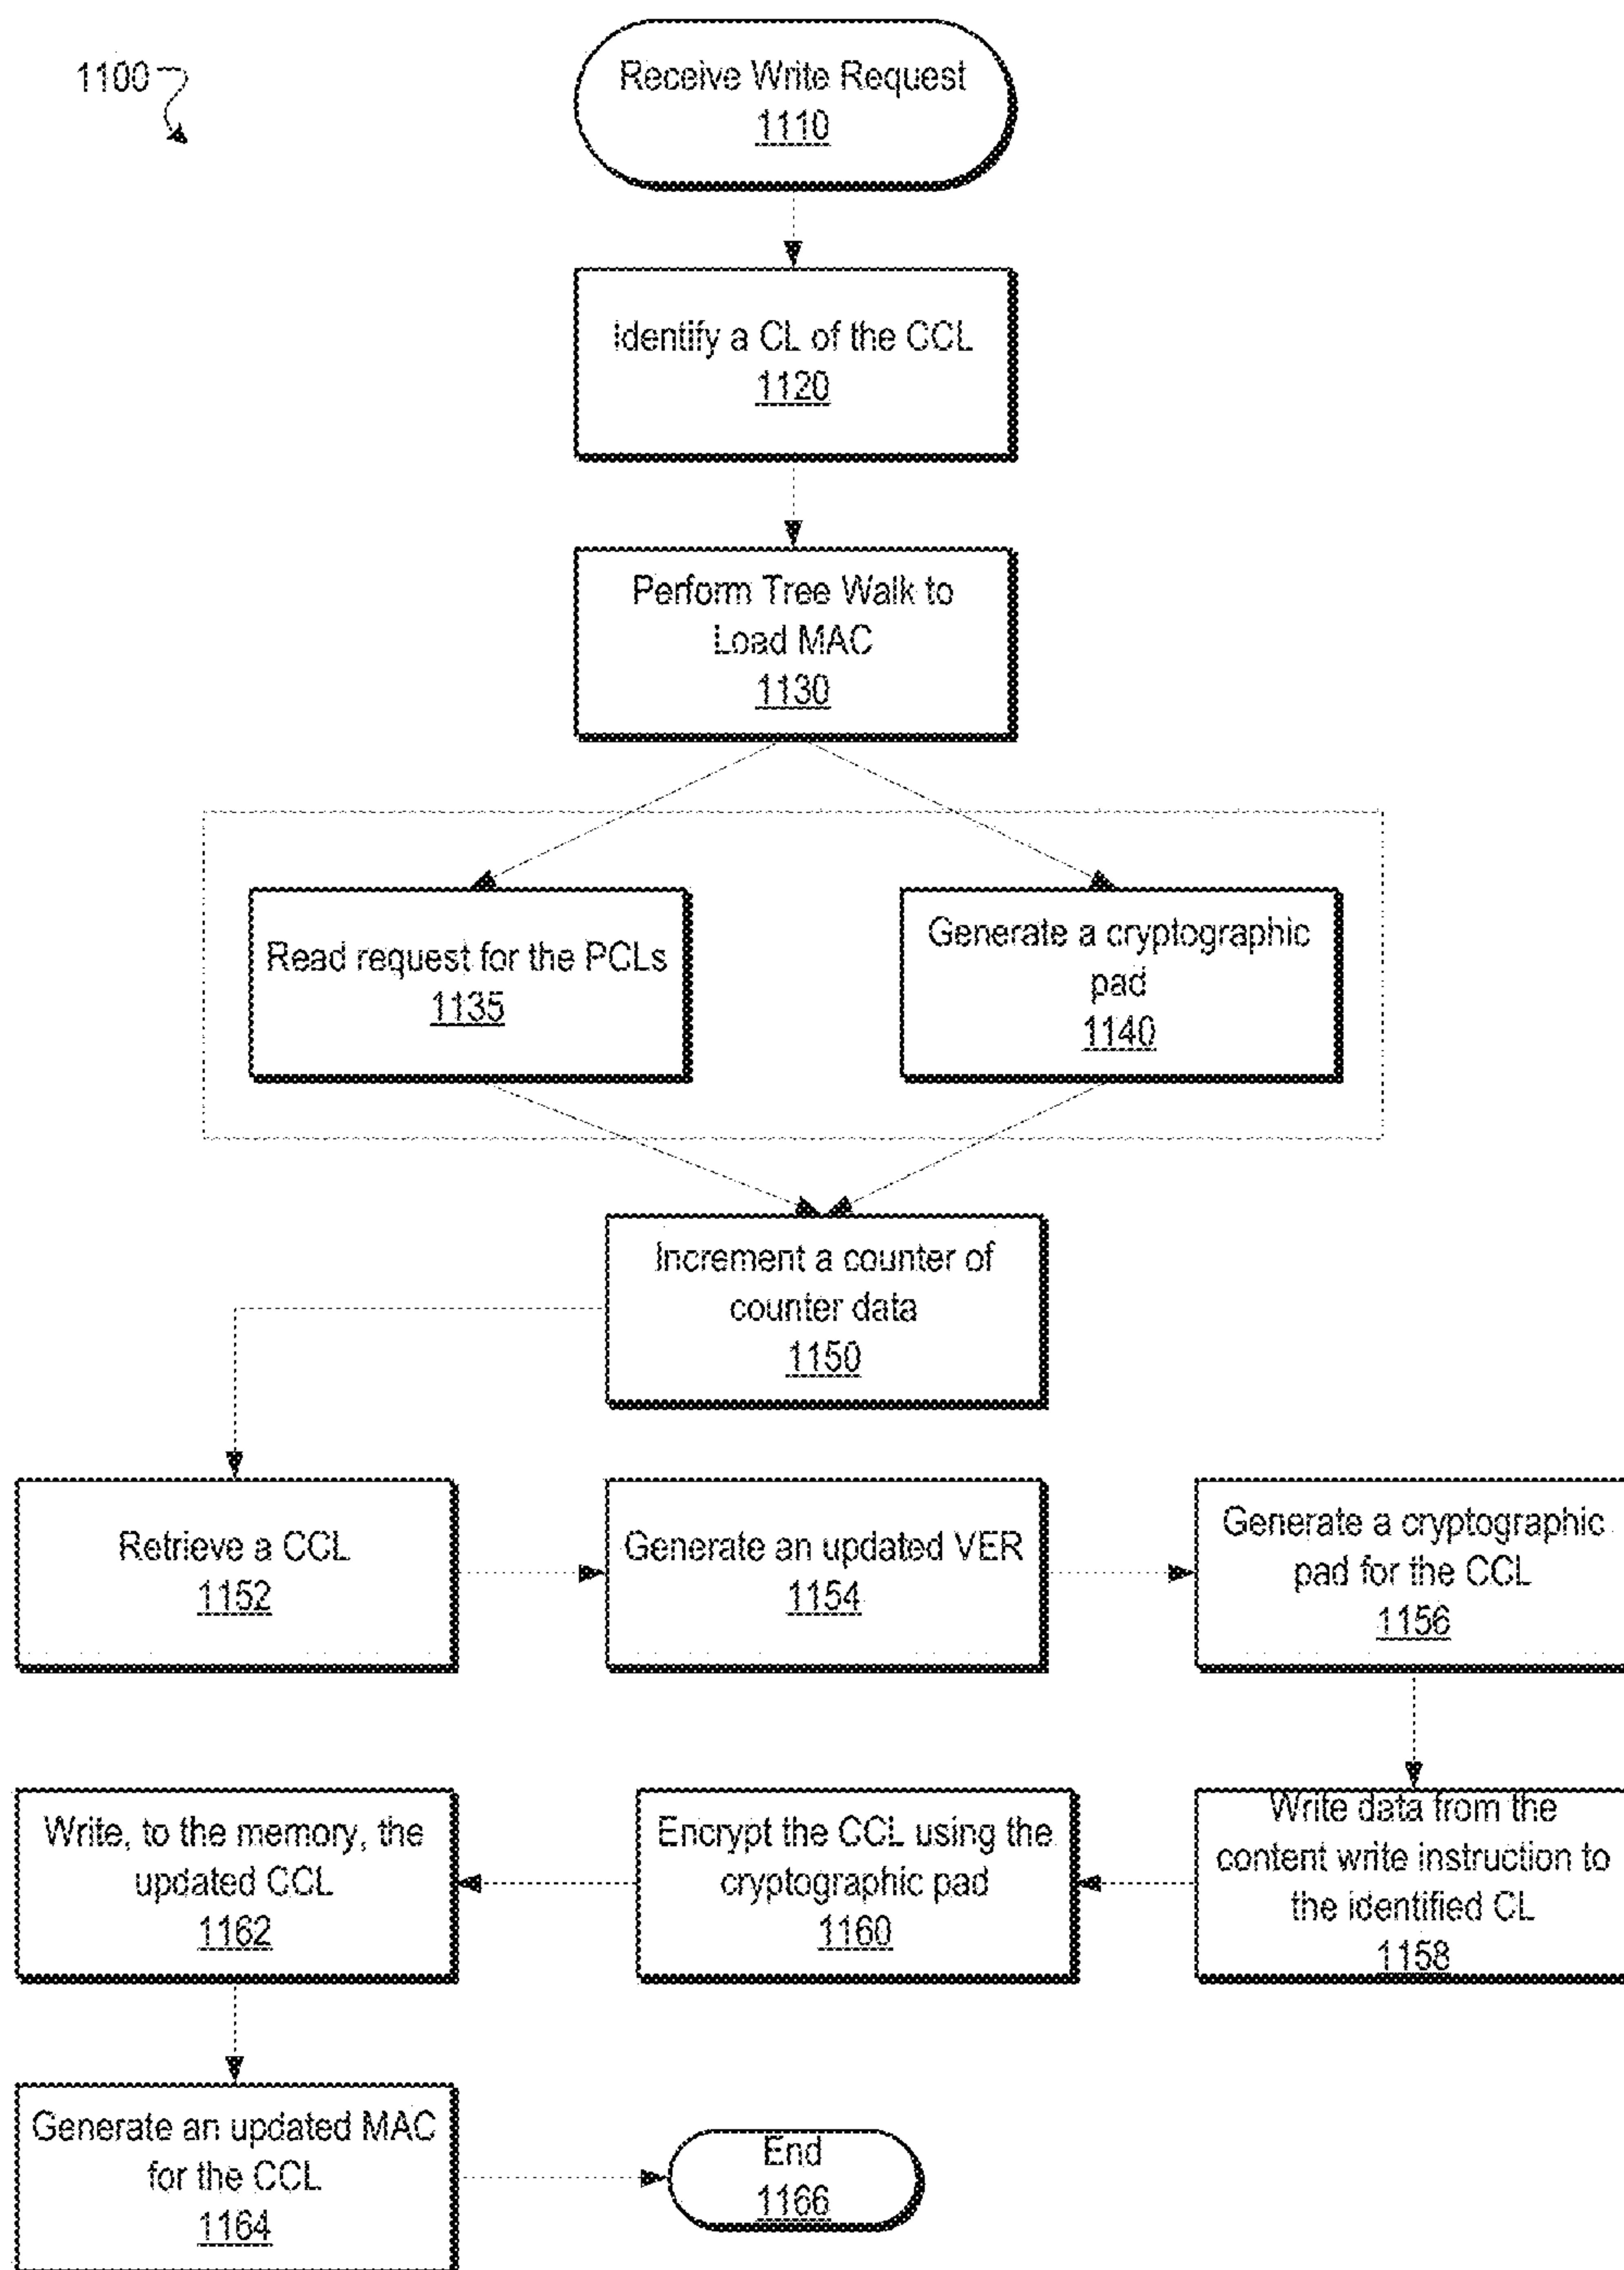 1100
Receive Write Request
1110
Identify a CL of the CCL
1120
Perform Tree Walk to
Load MAC
1130
Read request for the PCLs
1135
Generate a cryptographic
pad
1140
Increment a counter of
counter data
1150
Retrieve a CCL
1152
Generate an updated VER
1154
Generate a cryptographic
pad for the CCL
1156
Write data from the
content write instruction to
the identified CL
1158
Encrypt the CCL using the
cryptographic pad
1160
Write, to the memory, the
updated CCL
1162
Generate an updated MAC
for the CCL
1164
End
1166